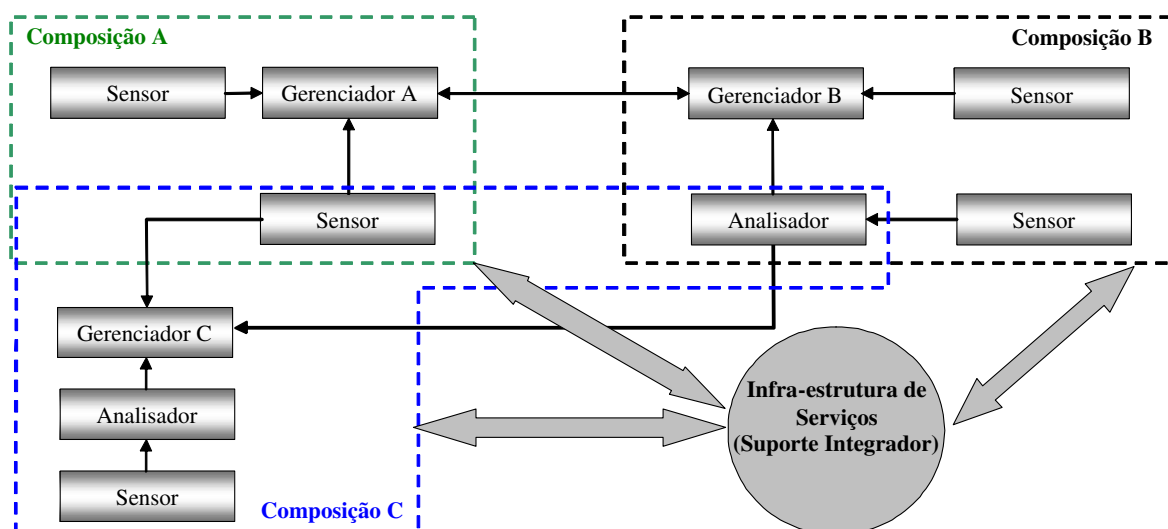 Composição A
Composição B
Sensor
Gerenciador A
Gerenciador B
Sensor
Sensor
Analisador
Sensor
Gerenciador C
Analisador
Sensor
Composição C
Infra-estrutura de
Serviços
(Suporte Integrador)